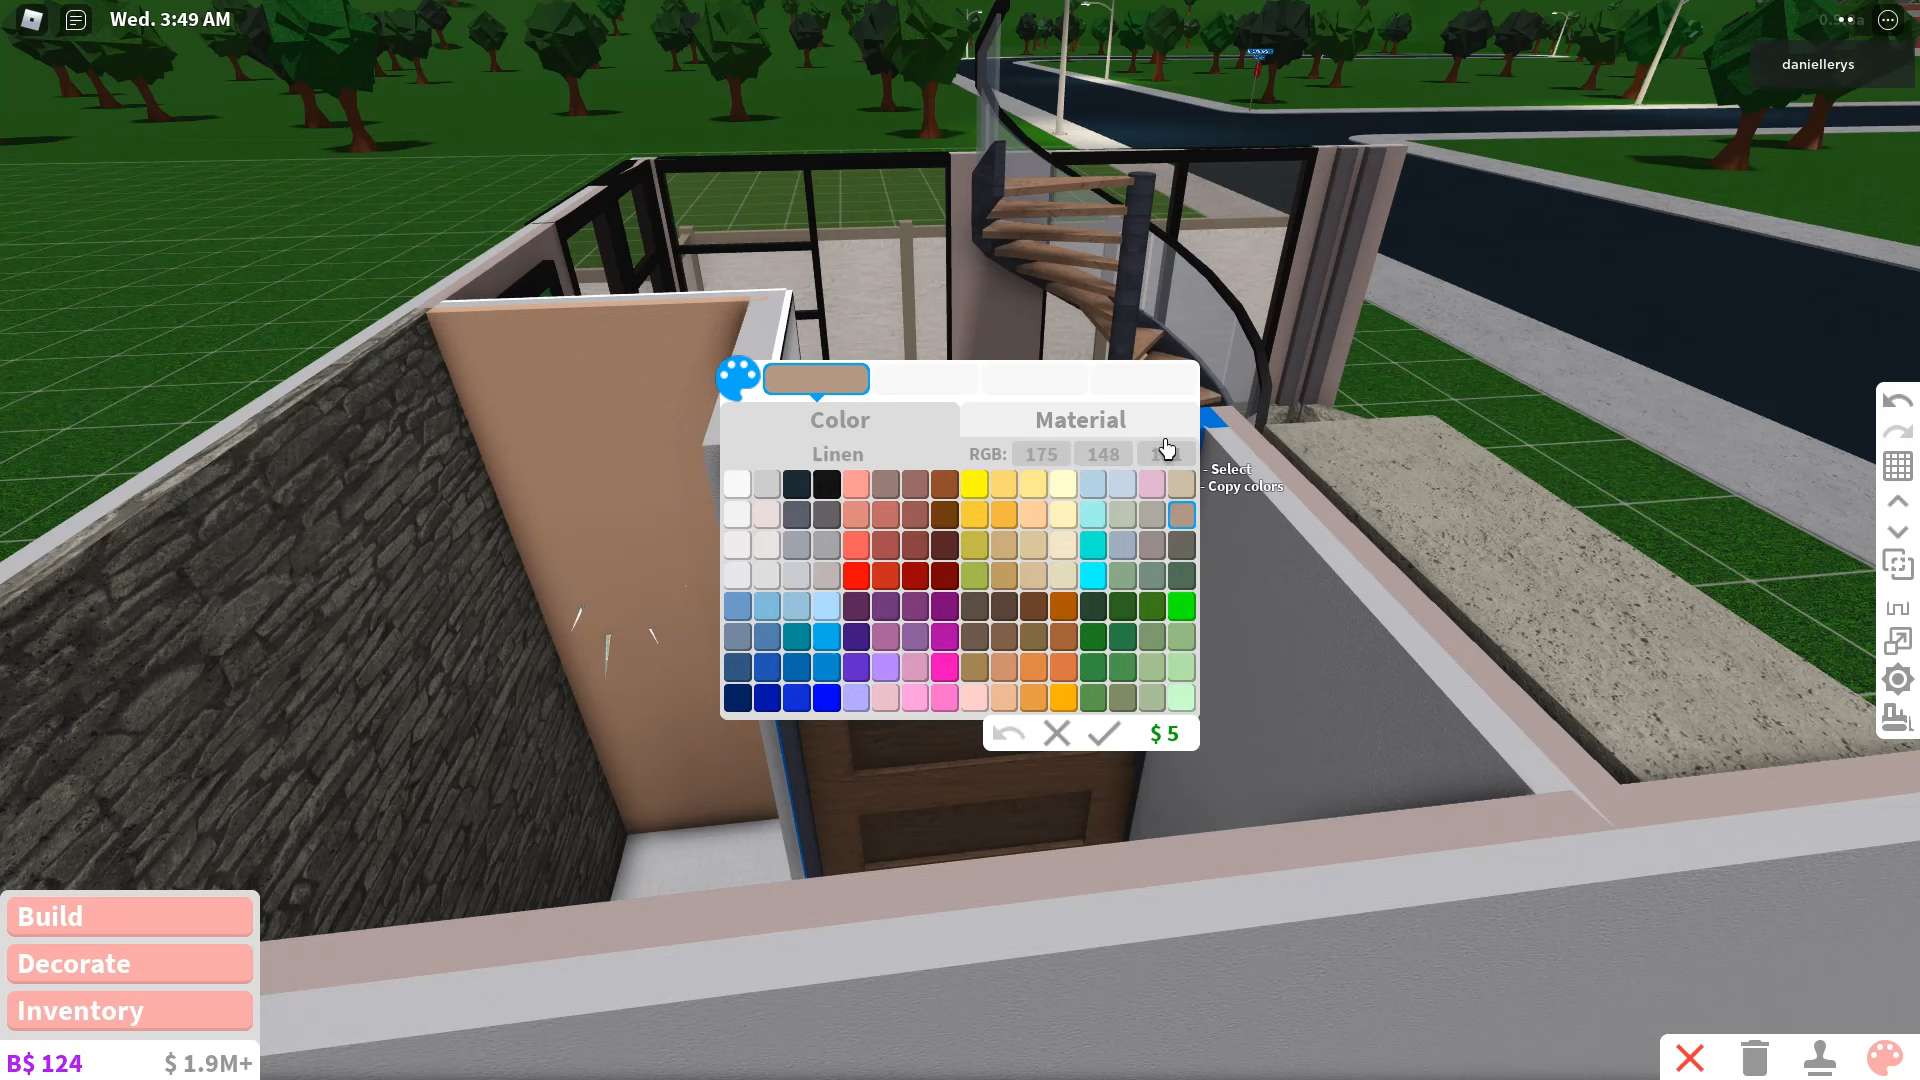 Wed. 3:49 AM
daniellerys
Color
Material
Linen
RGB: 175 148
- Select
- Copy colors
$ 5
Build
Decorate
Inventory
B$ 124
$ 1.9M+